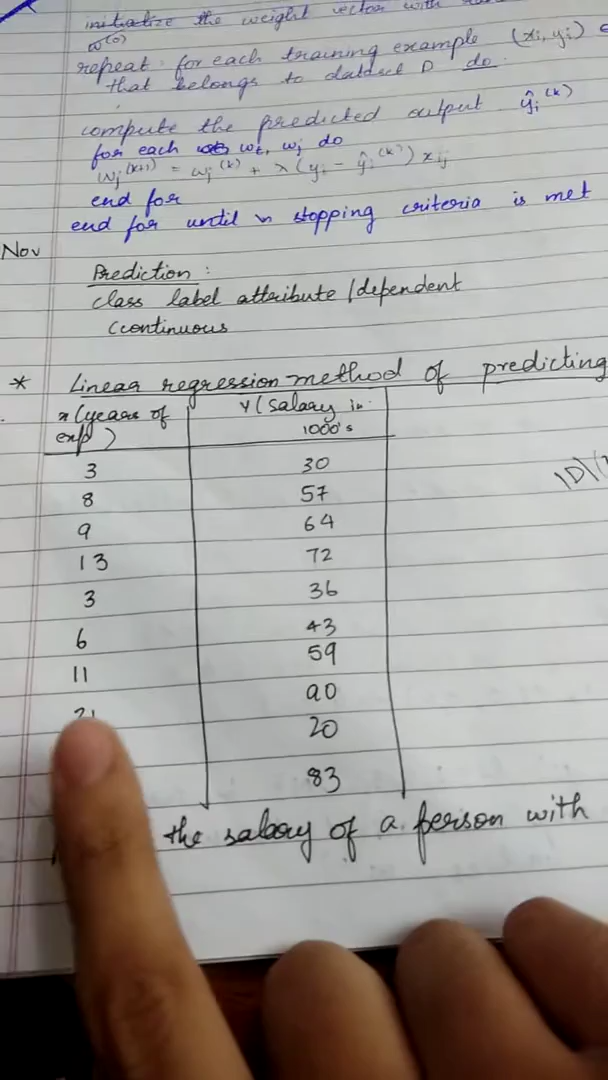 initialize the weight vector with
w(0)
repeat for each training example (xi, yi)
that belongs to dataset D do
compute the predicted output ŷi(k)
for each wj do
wj(k+1) = wj(k) + λ(yi - ŷi(k)) xij
end for
end for until stopping criteria is met
Nov
Prediction :
class label attribute / dependent
(continuous
* Linear regression method of predicting
x (years of exp) Y (salary in 1000's
3 30
8 57
9 64
13 72
3 36
6 43
11 59
21 90
20
83
the salary of a person with